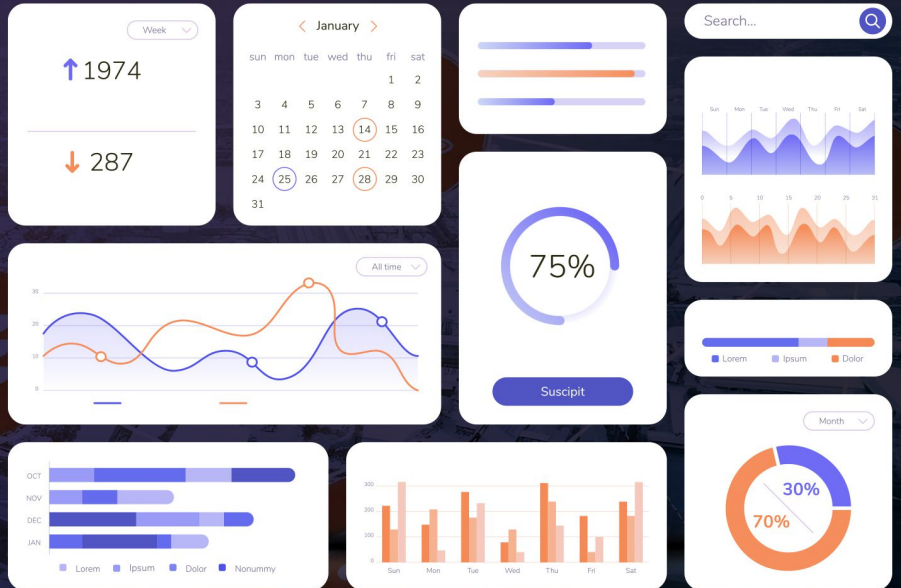 Week
↑ 1974
↓ 287
< January >
sun mon tue wed thu fri sat
1 2
3 4 5 6 7 8 9
10 11 12 13 14 15 16
17 18 19 20 21 22 23
24 25 26 27 28 29 30
31
Search...
Sun Mon Tue Wed Thu Fri Sat
0 5 10 15 20 25 31
75%
Suscipit
All time
30
20
10
0
Lorem Ipsum Dolor
Month
30%
70%
OCT
NOV
DEC
JAN
Lorem Ipsum Dolor Nonummy
300
200
100
0
Sun Mon Tue Wed Thu Fri Sat